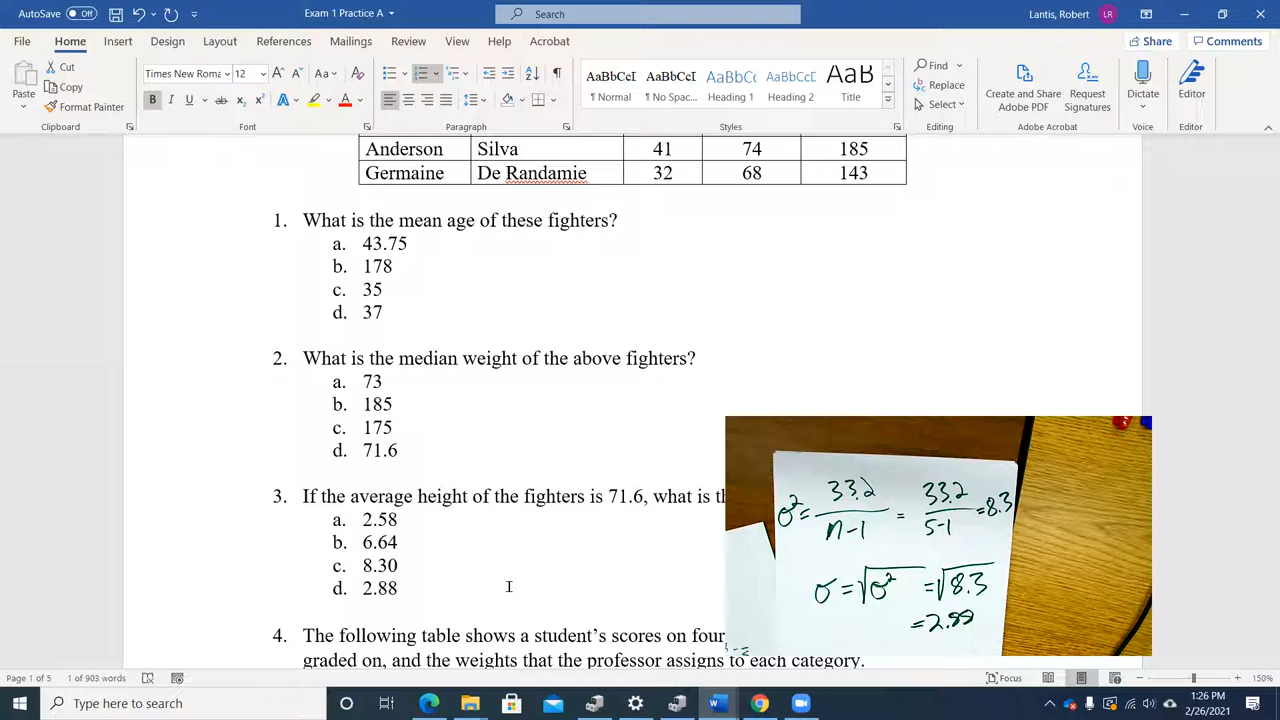 AutoSave Off Exam 1 Practice A Search Lantis, Robert LR
File Home Insert Design Layout References Mailings Review View Help Acrobat Share Comments
Paste Cut Copy Format Painter Clipboard
Times New Roma 12 Aa B I U ab x₂ x² A A Font
Paragraph
AaBbCcI ¶ Normal AaBbCcI ¶ No Spac... AaBbC( Heading 1 AaBbCcI Heading 2 AaB Title Styles
Find Replace Select Editing
Create and Share Adobe PDF Request Signatures Adobe Acrobat
Dictate Voice
Editor Editor
Anderson Silva 41 74 185
Germaine De Randamie 32 68 143
1. What is the mean age of these fighters?
a. 43.75
b. 178
c. 35
d. 37
2. What is the median weight of the above fighters?
a. 73
b. 185
c. 175
d. 71.6
3. If the average height of the fighters is 71.6, what is th
a. 2.58
b. 6.64
c. 8.30
d. 2.88
4. The following table shows a student's scores on four
graded on, and the weights that the professor assigns to each category.
σ² = 33.2 / n-1 = 33.2 / 5-1 = 8.3
σ = √σ² = √8.3
= 2.88
Page 1 of 5 1 of 903 words Focus 150%
Type here to search 1:26 PM
2/26/2021